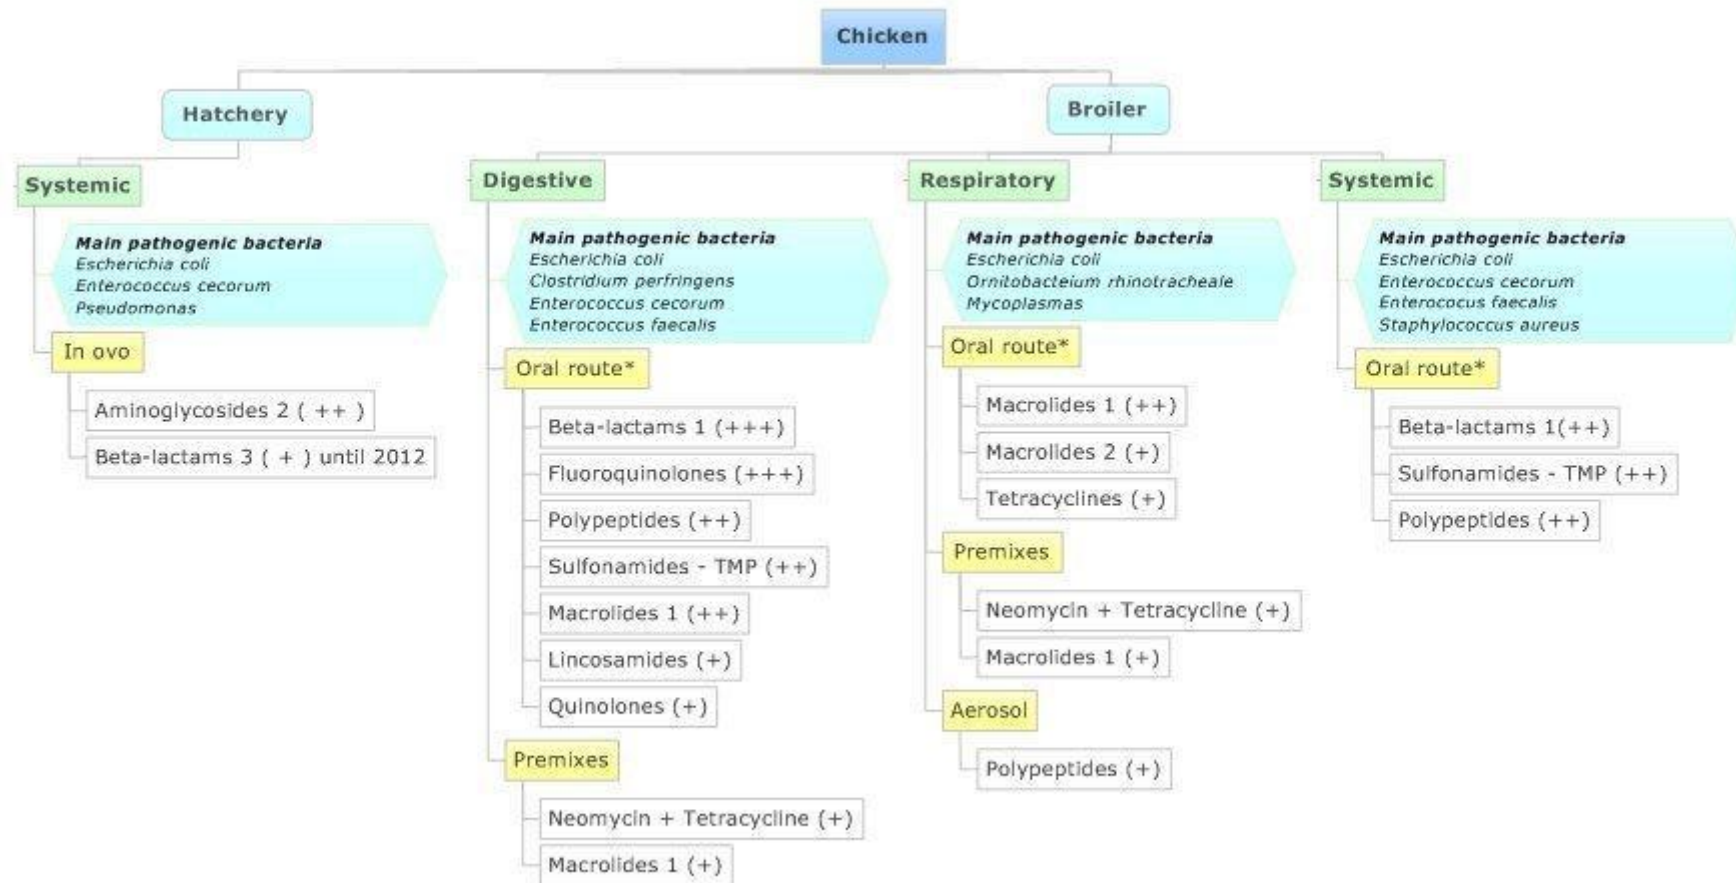 Chicken
Hatchery
Systemic
Main pathogenic bacteria
Escherichia coli
Enterococcus cecorum
Pseudomonas
In ovo
Aminoglycosides 2 ( ++ )
Beta-lactams 3 ( + ) until 2012
Broiler
Digestive
Main pathogenic bacteria
Escherichia coli
Clostridium perfringens
Enterococcus cecorum
Enterococcus faecalis
Oral route*
Beta-lactams 1 (+++)
Fluoroquinolones (+++)
Polypeptides (++)
Sulfonamides - TMP (++)
Macrolides 1 (++)
Lincosamides (+)
Quinolones (+)
Premixes
Neomycin + Tetracycline (+)
Macrolides 1 (+)
Respiratory
Main pathogenic bacteria
Escherichia coli
Ornitobacteium rhinotracheale
Mycoplasmas
Oral route*
Macrolides 1 (++)
Macrolides 2 (+)
Tetracyclines (+)
Premixes
Neomycin + Tetracycline (+)
Macrolides 1 (+)
Aerosol
Polypeptides (+)
Systemic
Main pathogenic bacteria
Escherichia coli
Enterococcus cecorum
Enterococus faecalis
Staphylococcus aureus
Oral route*
Beta-lactams 1(++)
Sulfonamides - TMP (++)
Polypeptides (++)